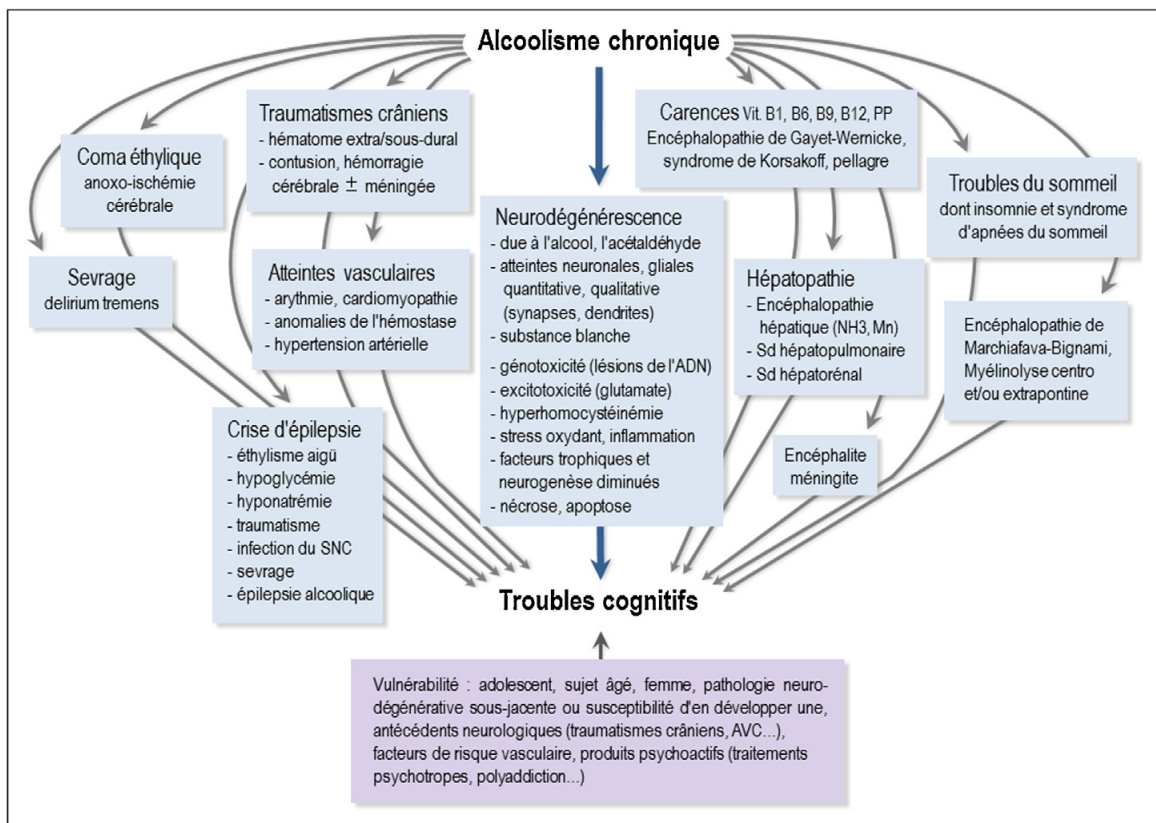 Alcoolisme chronique
Traumatismes crâniens
- hématome extra/sous-dural
- contusion, hémorragie
cérébrale ± méningée
Carences Vit. B1, B6, B9, B12, PP
Encéphalopathie de Gayet-Wernicke,
syndrome de Korsakoff, pellagre
Coma éthylique
anoxo-ischémie
cérébrale
Troubles du sommeil
dont insomnie et syndrome
d'apnées du sommeil
Sevrage
delirium tremens
Atteintes vasculaires
- arythmie, cardiomyopathie
- anomalies de l'hémostase
- hypertension artérielle
Neurodégénérescence
- due à l'alcool, l'acétaldéhyde
- atteintes neuronales, gliales
quantitative, qualitative
(synapses, dendrites)
- substance blanche
- génotoxicité (lésions de l'ADN)
- excitotoxicité (glutamate)
- hyperhomocystéinémie
- stress oxydant, inflammation
- facteurs trophiques et
neurogenèse diminués
- nécrose, apoptose
Hépatopathie
- Encéphalopathie
hépatique (NH3, Mn)
- Sd hépatopulmonaire
- Sd hépatorénal
Encéphalopathie de
Marchiafava-Bignami,
Myélinolyse centro
et/ou extrapontine
Crise d'épilepsie
- éthylisme aigü
- hypoglycémie
- hyponatrémie
- traumatisme
- infection du SNC
- sevrage
- épilepsie alcoolique
Encéphalite
méningite
Troubles cognitifs
Vulnérabilité : adolescent, sujet âgé, femme, pathologie neuro-
dégénérative sous-jacente ou susceptibilité d'en développer une,
antécédents neurologiques (traumatismes crâniens, AVC...),
facteurs de risque vasculaire, produits psychoactifs (traitements
psychotropes, polyaddiction...)